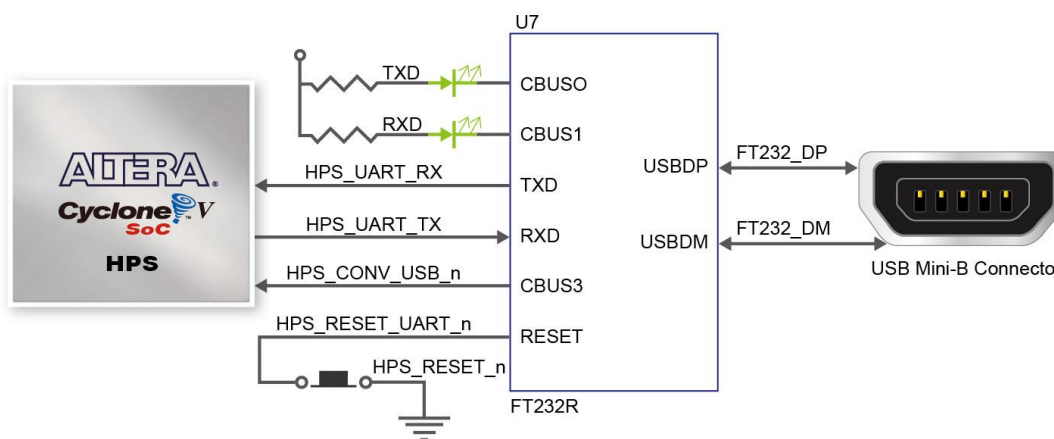 U7
TXD
CBUSO
RXD
CBUS1
HPS_UART_RX
TXD
HPS_UART_TX
RXD
HPS_CONV_USB_n
CBUS3
HPS_RESET_UART_n
RESET
HPS_RESET_n
FT232R
USBDP
FT232_DP
USBDM
FT232_DM
USB Mini-B Connecto
ALTERA®
Cyclone™ V
SoC
HPS